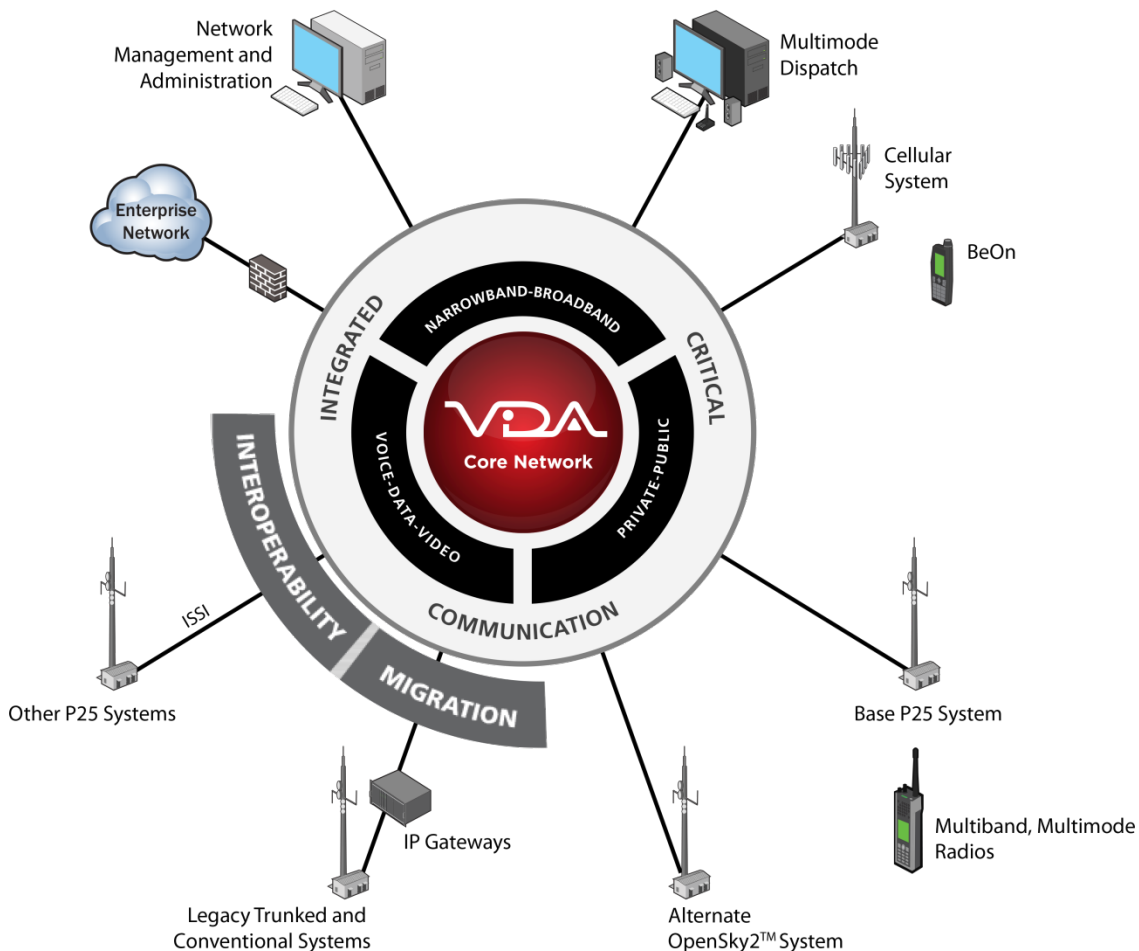 Network
Management and
Administration
Multimode
Dispatch
Cellular
System
BeOn
Enterprise
Network
NARROWBAND-BROADBAND
INTEGRATED
CRITICAL
VIDA
Core Network
VOICE-DATA-VIDEO
PRIVATE-PUBLIC
COMMUNICATION
INTEROPERABILITY
MIGRATION
ISSI
Other P25 Systems
Base P25 System
IP Gateways
Multiband, Multimode
Radios
Legacy Trunked and
Conventional Systems
Alternate
OpenSky2™ System